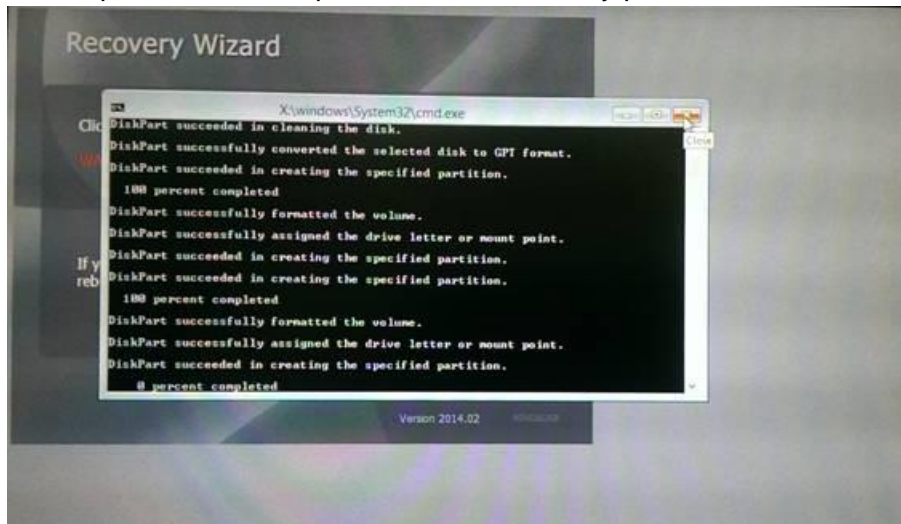 Recovery Wizard
X:\windows\System32\cmd.exe
Close
Clic
DiskPart succeeded in cleaning the disk.
DiskPart successfully converted the selected disk to GPT format.
DiskPart succeeded in creating the specified partition.
100 percent completed
DiskPart successfully formatted the volume.
DiskPart successfully assigned the drive letter or mount point.
DiskPart succeeded in creating the specified partition.
If y
reb
DiskPart succeeded in creating the specified partition.
100 percent completed
DiskPart successfully formatted the volume.
DiskPart successfully assigned the drive letter or mount point.
DiskPart succeeded in creating the specified partition.
0 percent completed
Version 2014.02